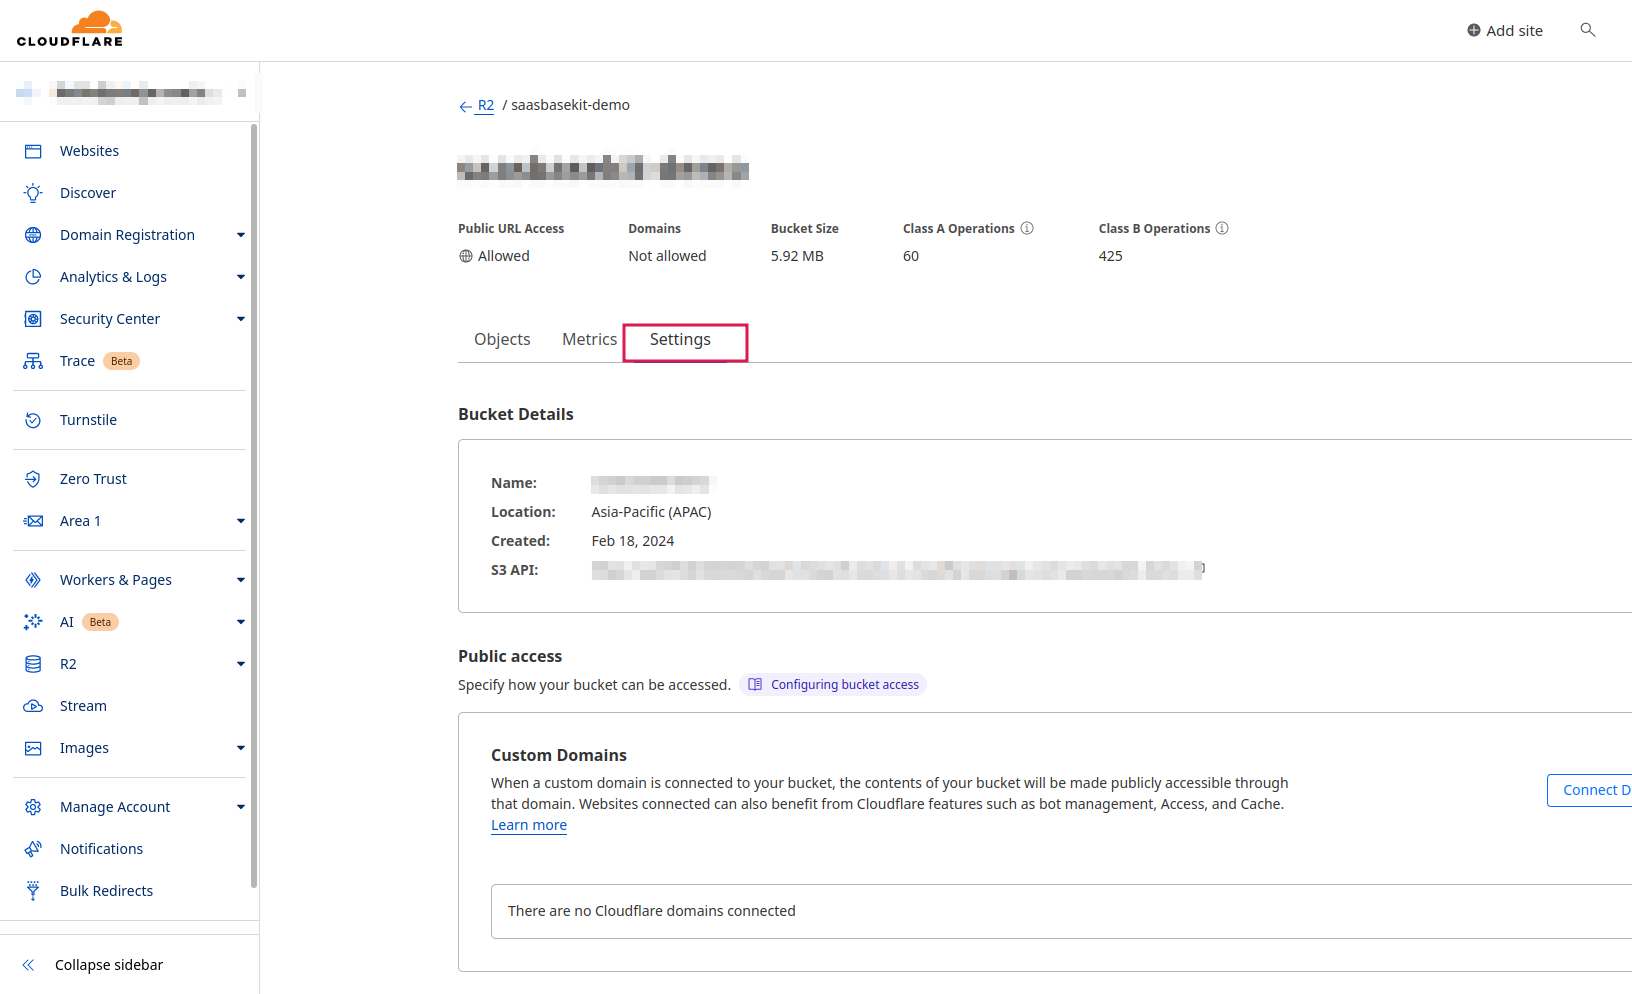 CLOUDFLARE
Add site
Websites
Discover
Domain Registration
Analytics & Logs
Security Center
Trace Beta
Turnstile
Zero Trust
Area 1
Workers & Pages
AI Beta
R2
Stream
Images
Manage Account
Notifications
Bulk Redirects
Collapse sidebar
← R2 / saasbasekit-demo
Public URL Access Domains Bucket Size Class A Operations Class B Operations
Allowed Not allowed 5.92 MB 60 425
Objects Metrics Settings
Bucket Details
Name:
Location: Asia-Pacific (APAC)
Created: Feb 18, 2024
S3 API:
Public access
Specify how your bucket can be accessed. Configuring bucket access
Custom Domains
When a custom domain is connected to your bucket, the contents of your bucket will be made publicly accessible through
that domain. Websites connected can also benefit from Cloudflare features such as bot management, Access, and Cache.
Learn more
Connect D
There are no Cloudflare domains connected